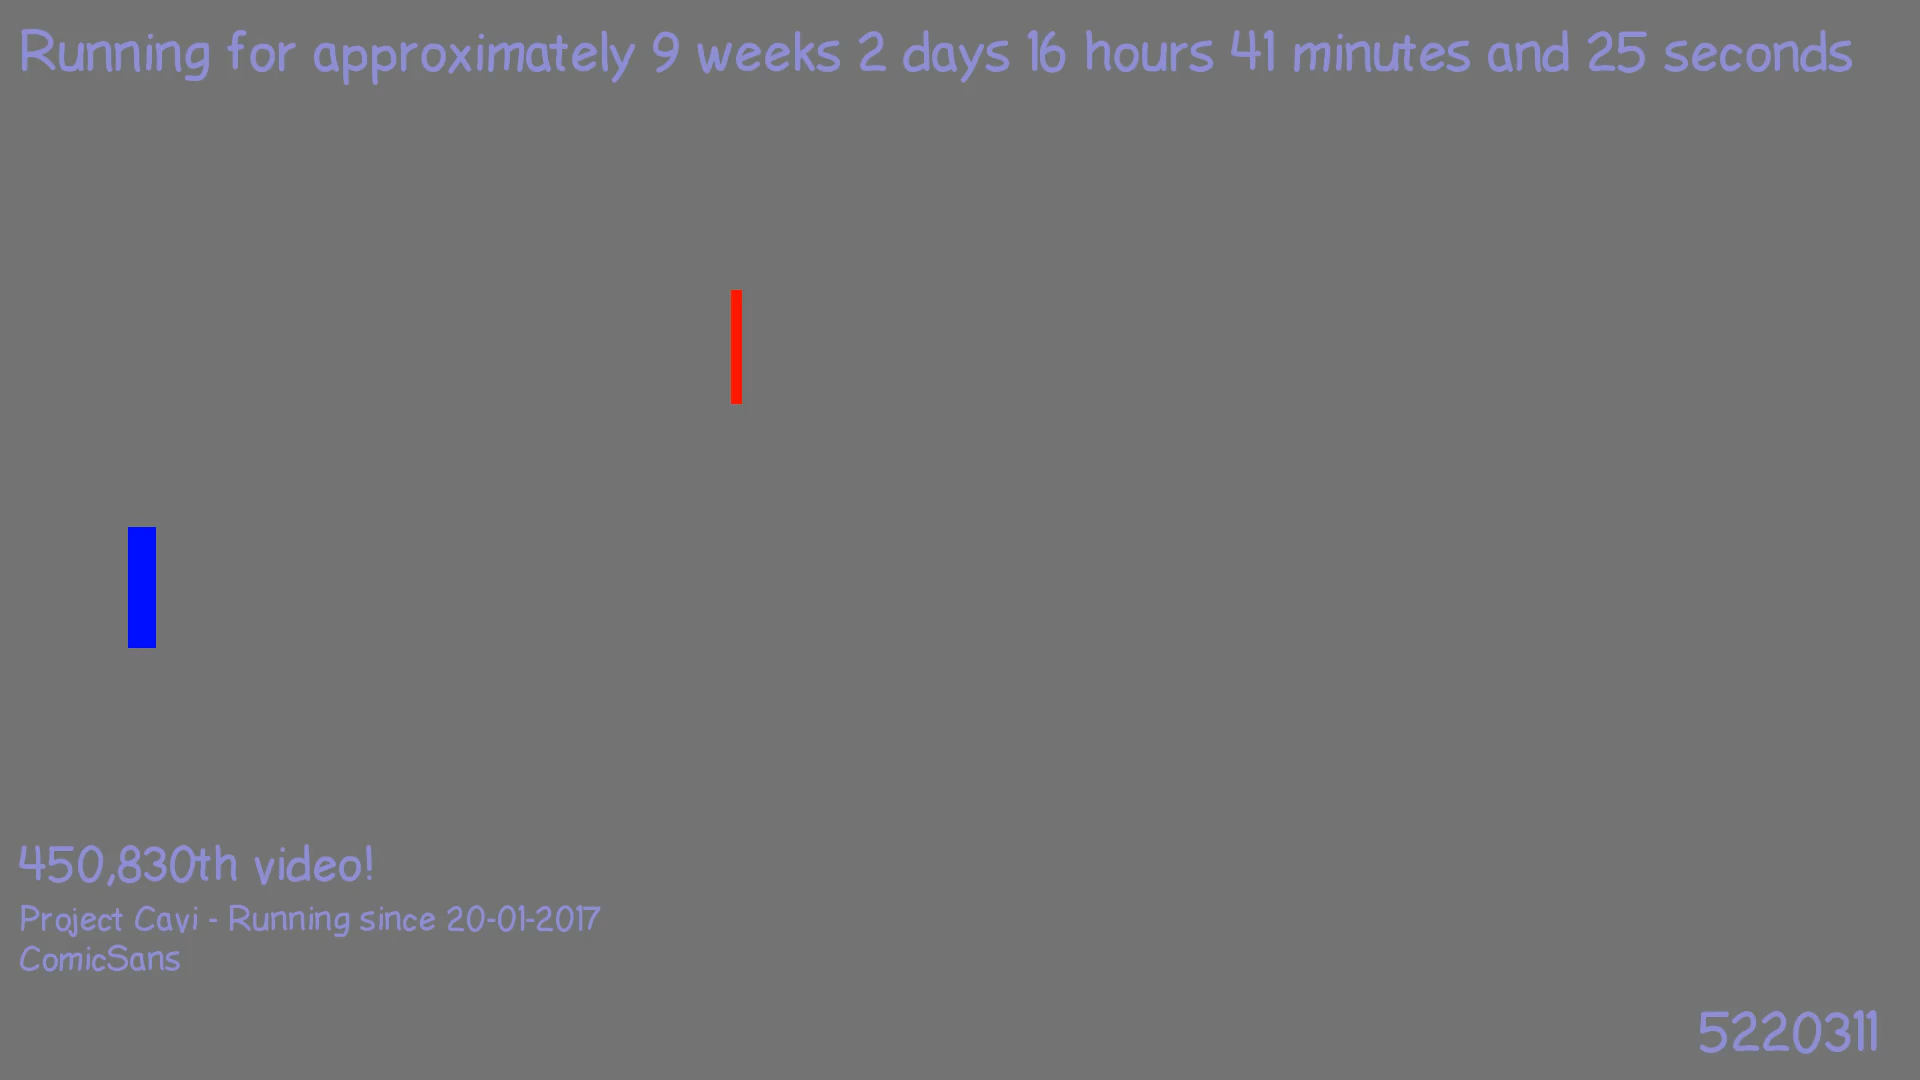 Running for approximately 9 weeks 2 days 16 hours 41 minutes and 25 seconds
450,830th video!
Project Cavi - Running since 20-01-2017
ComicSans
5220311